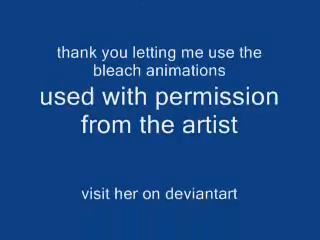 thank you letting me use the
bleach animations
used with permission
from the artist
visit her on deviantart